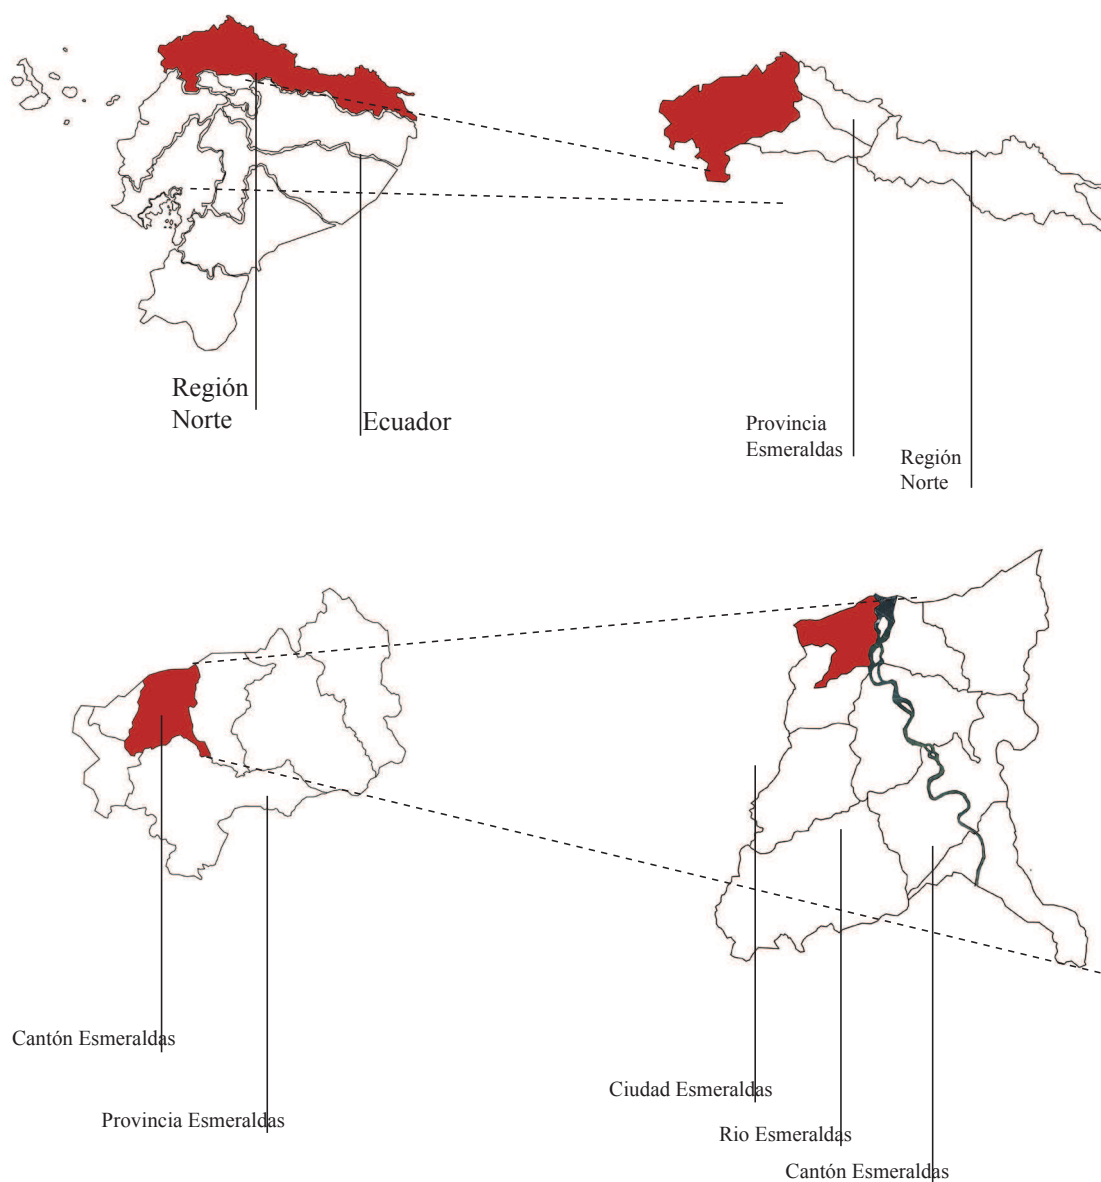 Región
Norte
Ecuador
Provincia
Esmeraldas
Región
Norte
Cantón Esmeraldas
Provincia Esmeraldas
Ciudad Esmeraldas
Rio Esmeraldas
Cantón Esmeraldas